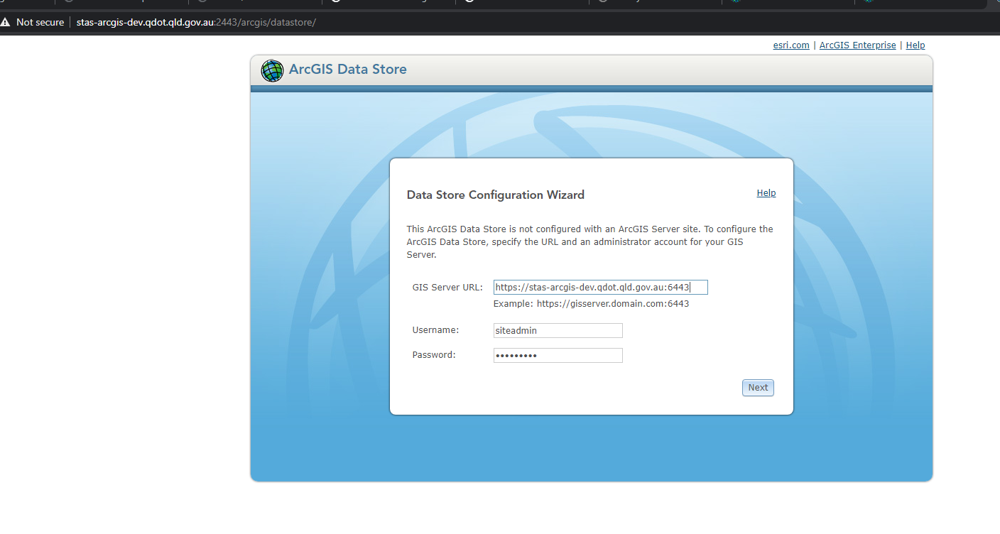 Not secure | stas-arcgis-dev.qdot.qld.gov.au:2443/arcgis/datastore/
esri.com | ArcGIS Enterprise | Help
ArcGIS Data Store
Data Store Configuration Wizard
Help
This ArcGIS Data Store is not configured with an ArcGIS Server site. To configure the
ArcGIS Data Store, specify the URL and an administrator account for your GIS
Server.
GIS Server URL: https://stas-arcgis-dev.qdot.qld.gov.au:6443
Example: https://gisserver.domain.com:6443
Username: siteadmin
Password: •••••••••
Next